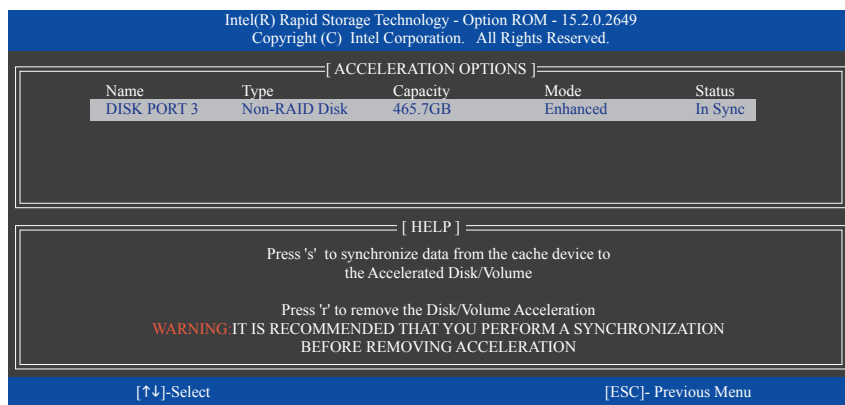 Intel(R) Rapid Storage Technology - Option ROM - 15.2.0.2649
Copyright (C) Intel Corporation. All Rights Reserved.
[ ACCELERATION OPTIONS ]
Name Type Capacity Mode Status
DISK PORT 3 Non-RAID Disk 465.7GB Enhanced In Sync
[ HELP ]
Press 's' to synchronize data from the cache device to
the Accelerated Disk/Volume
Press 'r' to remove the Disk/Volume Acceleration
WARNING:IT IS RECOMMENDED THAT YOU PERFORM A SYNCHRONIZATION
BEFORE REMOVING ACCELERATION
[↑↓]-Select [ESC]- Previous Menu